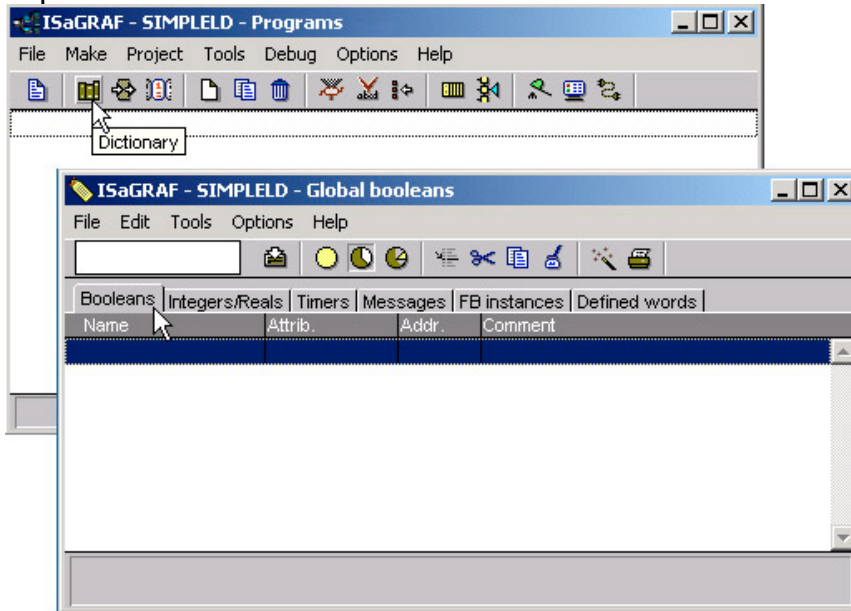 ISaGRAF - SIMPLELD - Programs
File Make Project Tools Debug Options Help
Dictionary
ISaGRAF - SIMPLELD - Global booleans
File Edit Tools Options Help
Booleans Integers/Reals Timers Messages FB instances Defined words
Name Attrib. Addr. Comment